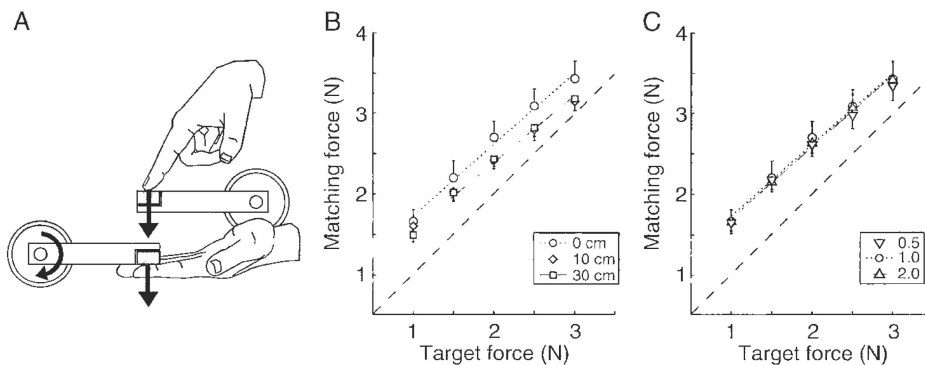 A
B
4
3
2
1
Matching force (N)
0 cm
10 cm
30 cm
1 2 3
Target force (N)
C
4
3
2
1
Matching force (N)
0.5
1.0
2.0
1 2 3
Target force (N)